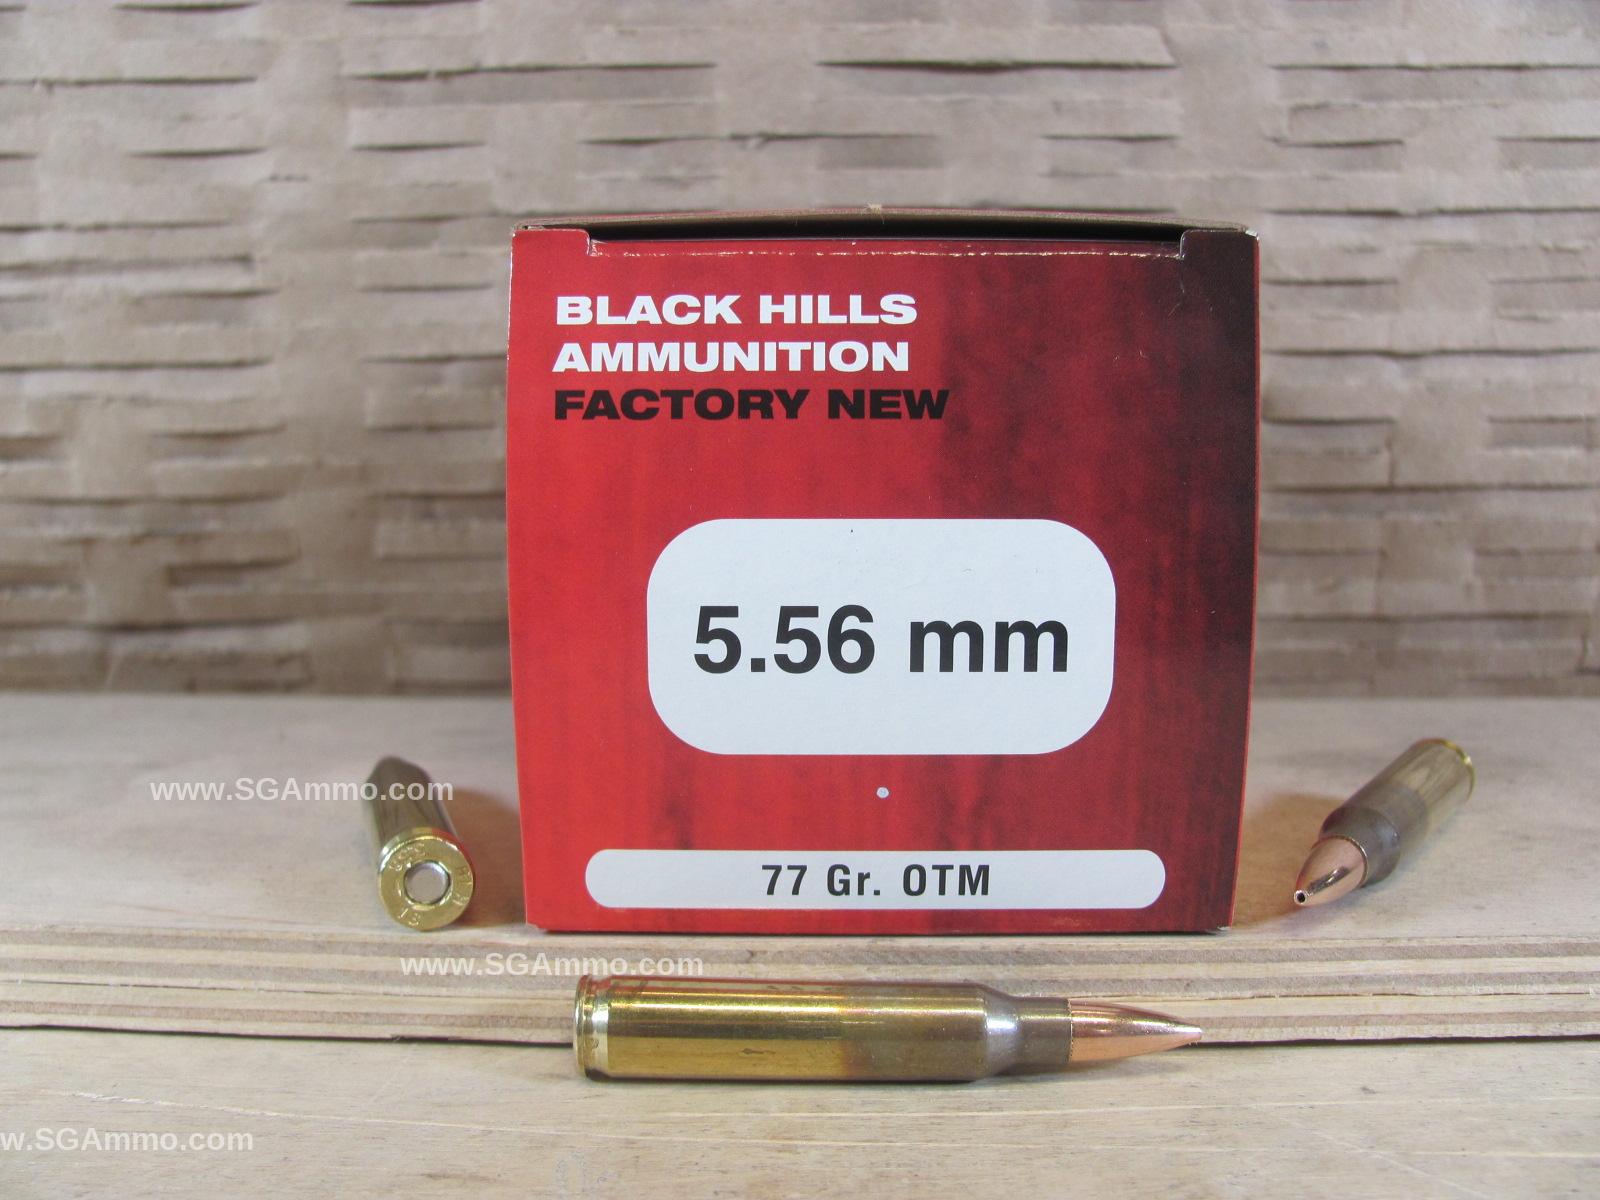 BLACK HILLS
AMMUNITION
FACTORY NEW
5.56 mm
77 Gr. OTM
www.SGAmmo.com
www.SGAmmo.com
w.SGAmmo.com
13